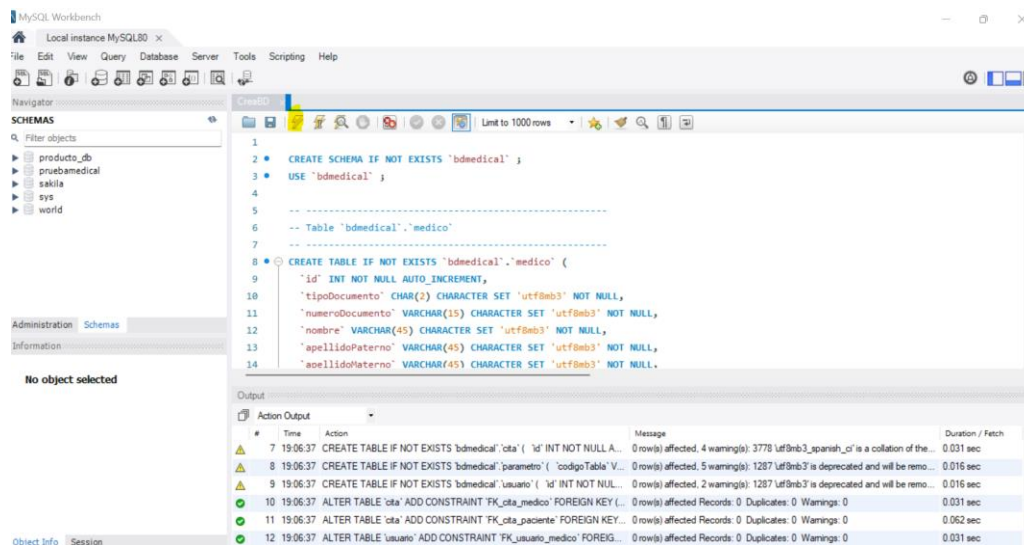 MySQL Workbench
Local instance MySQL80
File Edit View Query Database Server Tools Scripting Help
Navigator
SCHEMAS
Filter objects
producto_db
pruebamedical
sakila
sys
world
Administration Schemas
Information
No object selected
Object Info Session
CreaBD
Limit to 1000 rows
1
2 CREATE SCHEMA IF NOT EXISTS `bdmedical` ;
3 USE `bdmedical` ;
4
5 -- -----------------------------------------------------
6 -- Table `bdmedical`.`medico`
7 -- -----------------------------------------------------
8 CREATE TABLE IF NOT EXISTS `bdmedical`.`medico` (
9 `id` INT NOT NULL AUTO_INCREMENT,
10 `tipoDocumento` CHAR(2) CHARACTER SET 'utf8mb3' NOT NULL,
11 `numeroDocumento` VARCHAR(15) CHARACTER SET 'utf8mb3' NOT NULL,
12 `nombre` VARCHAR(45) CHARACTER SET 'utf8mb3' NOT NULL,
13 `apellidoPaterno` VARCHAR(45) CHARACTER SET 'utf8mb3' NOT NULL,
14 `apellidoMaterno` VARCHAR(45) CHARACTER SET 'utf8mb3' NOT NULL,
Output
Action Output
# Time Action Message Duration / Fetch
7 19:06:37 CREATE TABLE IF NOT EXISTS `bdmedical`.`cita` ( `id` INT NOT NULL A... 0 row(s) affected, 4 warning(s): 3778 'utf8mb3_spanish_ci' is a collation of the... 0.031 sec
8 19:06:37 CREATE TABLE IF NOT EXISTS `bdmedical`.`parametro` ( `codigoTabla` V... 0 row(s) affected, 5 warning(s): 1287 'utf8mb3' is deprecated and will be remo... 0.016 sec
9 19:06:37 CREATE TABLE IF NOT EXISTS `bdmedical`.`usuario` ( `id` INT NOT NUL... 0 row(s) affected, 2 warning(s): 1287 'utf8mb3' is deprecated and will be remo... 0.016 sec
10 19:06:37 ALTER TABLE `cita` ADD CONSTRAINT `FK_cita_medico` FOREIGN KEY (... 0 row(s) affected Records: 0 Duplicates: 0 Warnings: 0 0.031 sec
11 19:06:37 ALTER TABLE `cita` ADD CONSTRAINT `FK_cita_paciente` FOREIGN KEY... 0 row(s) affected Records: 0 Duplicates: 0 Warnings: 0 0.062 sec
12 19:06:37 ALTER TABLE `usuario` ADD CONSTRAINT `FK_usuario_medico` FOREIG... 0 row(s) affected Records: 0 Duplicates: 0 Warnings: 0 0.031 sec